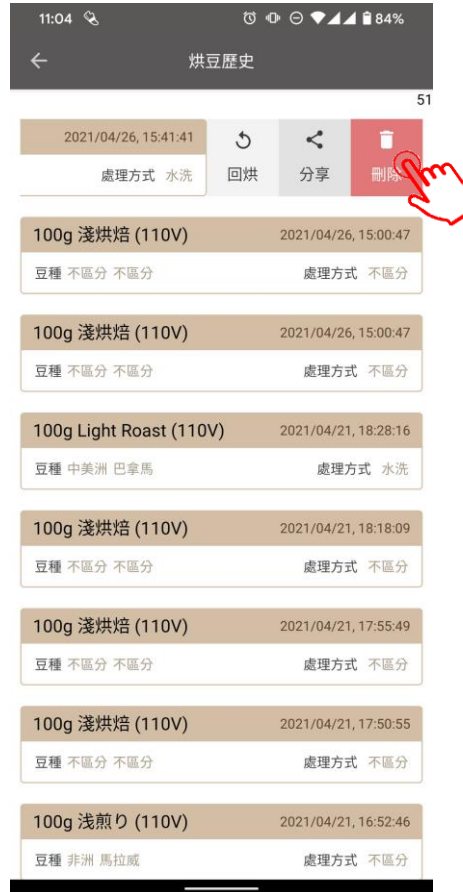 11:04 84%
烘豆歷史
51
2021/04/26, 15:41:41
處理方式 水洗
回烘 分享 刪除
100g 淺烘焙 (110V) 2021/04/26, 15:00:47
豆種 不區分 不區分 處理方式 不區分
100g 淺烘焙 (110V) 2021/04/26, 15:00:47
豆種 不區分 不區分 處理方式 不區分
100g Light Roast (110V) 2021/04/21, 18:28:16
豆種 中美洲 巴拿馬 處理方式 水洗
100g 淺烘焙 (110V) 2021/04/21, 18:18:09
豆種 不區分 不區分 處理方式 不區分
100g 淺烘焙 (110V) 2021/04/21, 17:55:49
豆種 不區分 不區分 處理方式 不區分
100g 淺烘焙 (110V) 2021/04/21, 17:50:55
豆種 不區分 不區分 處理方式 不區分
100g 浅煎り (110V) 2021/04/21, 16:52:46
豆種 非洲 馬拉威 處理方式 不區分